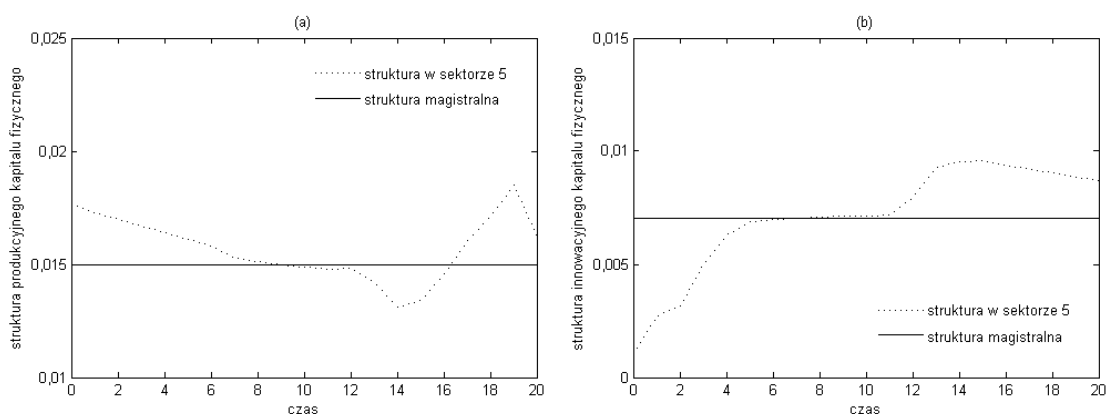 (a)
struktura produkcyjnego kapitału fizycznego
0,025
0,02
0,015
0,01
struktura w sektorze 5
struktura magistralna
0 2 4 6 8 10 12 14 16 18 20
czas
(b)
struktura innowacyjnego kapitału fizycznego
0,015
0,01
0,005
0
struktura w sektorze 5
struktura magistralna
0 2 4 6 8 10 12 14 16 18 20
czas